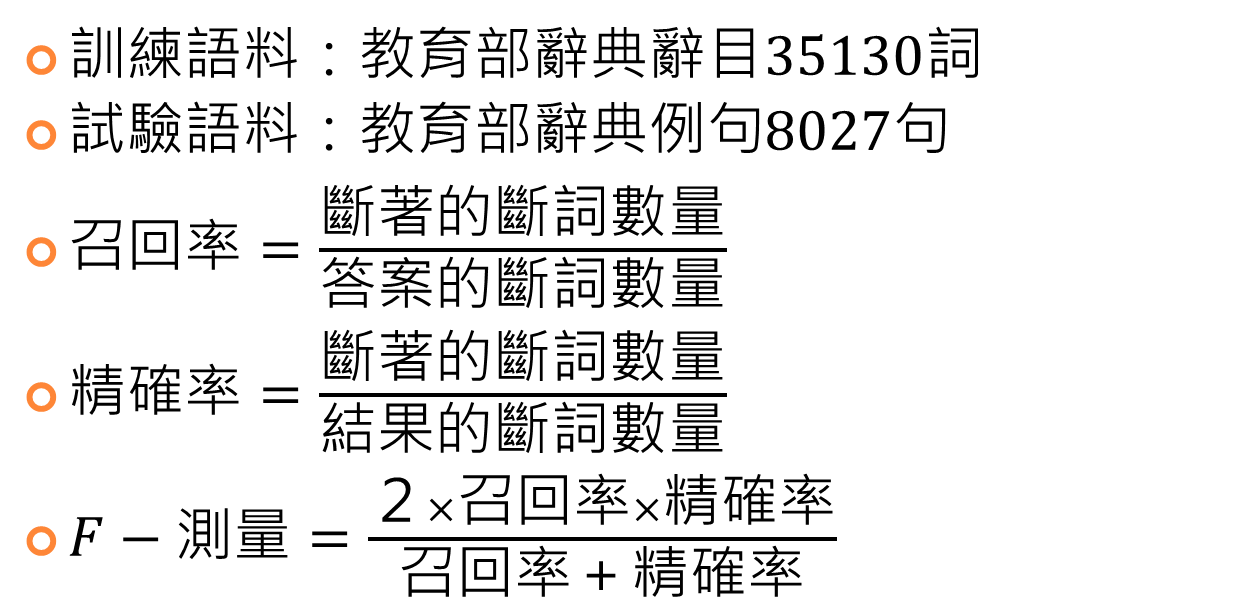 訓練語料：教育部辭典辭目35130詞
試驗語料：教育部辭典例句8027句
召回率 = 斷著的斷詞數量 / 答案的斷詞數量
精確率 = 斷著的斷詞數量 / 結果的斷詞數量
F − 測量 = 2 × 召回率 × 精確率 / 召回率 + 精確率